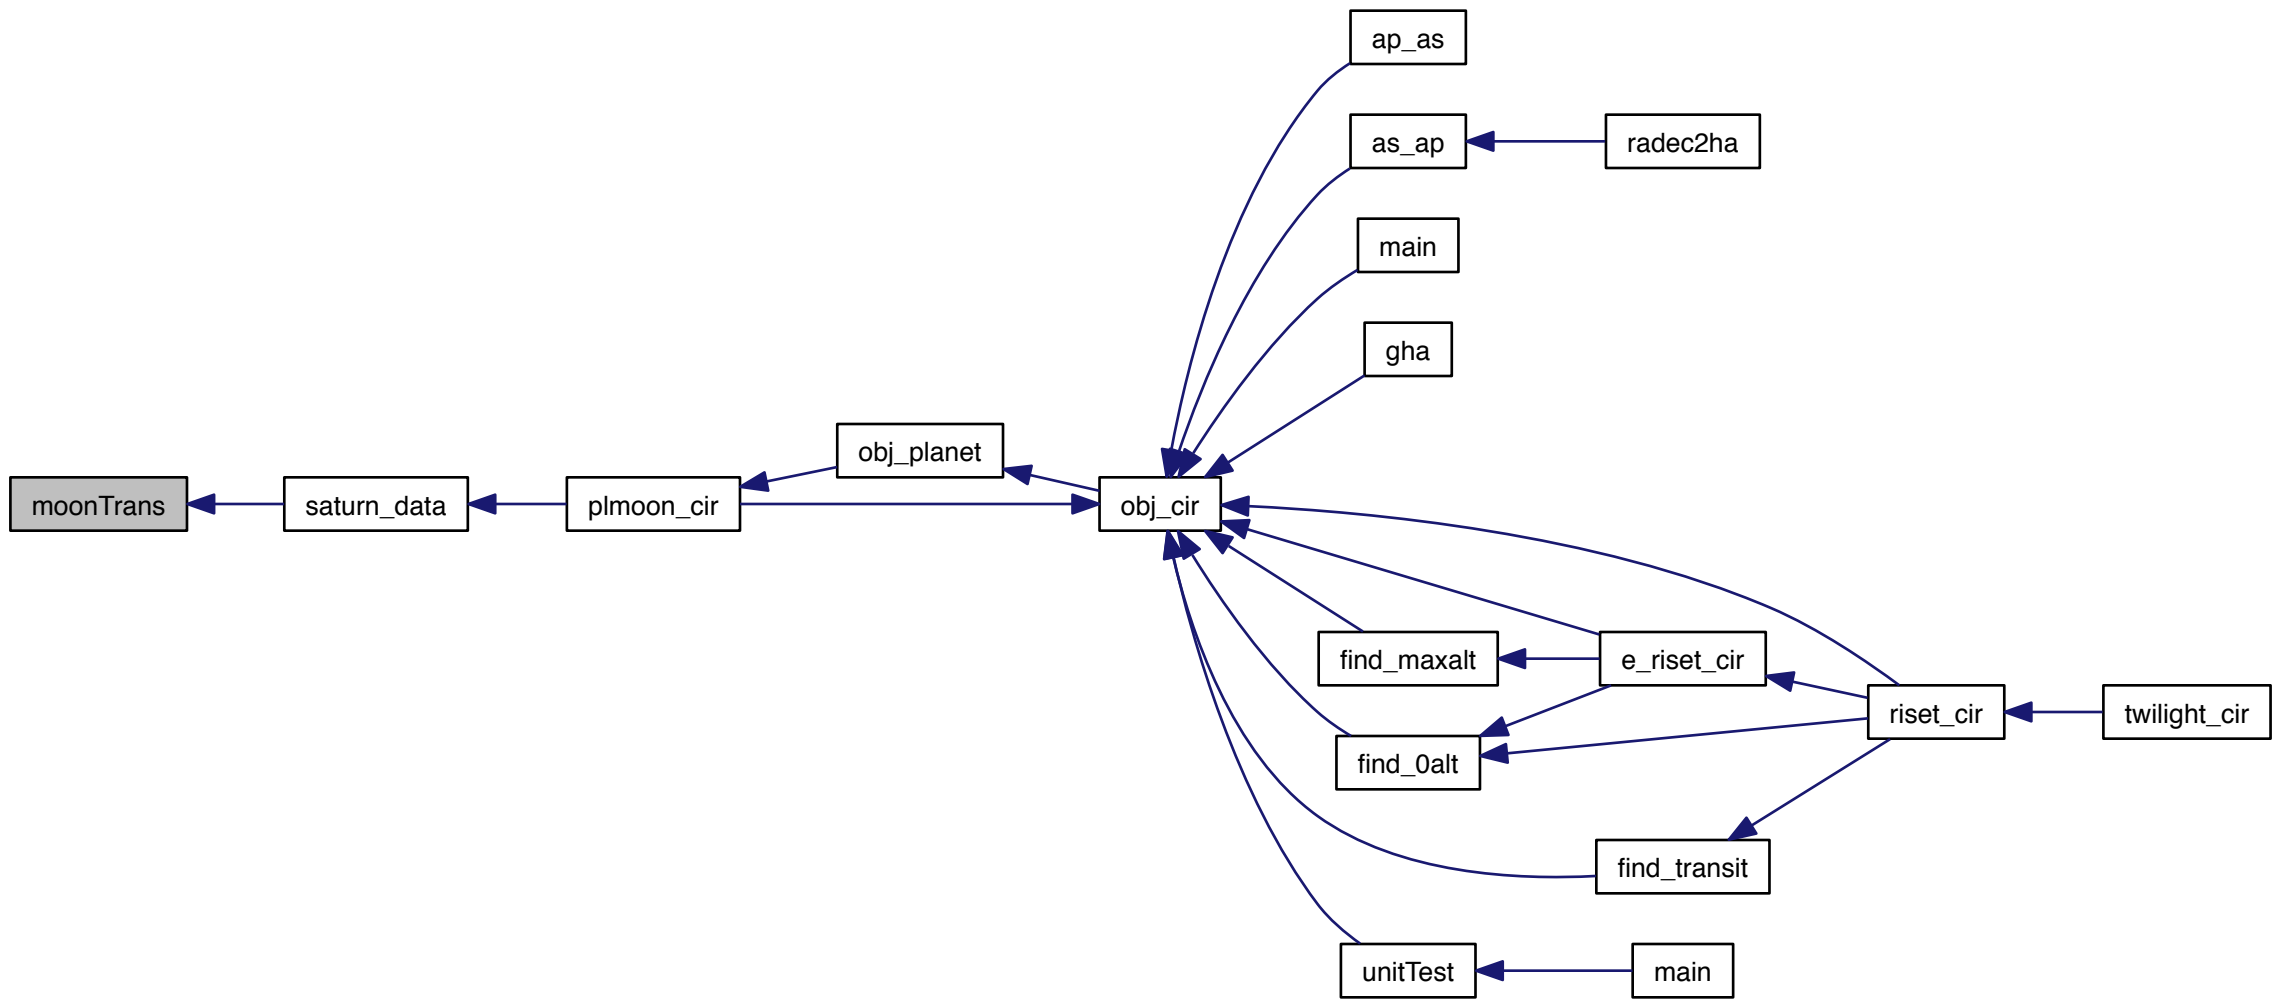 ap_as
as_ap
radec2ha
main
gha
obj_planet
moonTrans
saturn_data
plmoon_cir
obj_cir
find_maxalt
e_riset_cir
riset_cir
twilight_cir
find_0alt
find_transit
unitTest
main